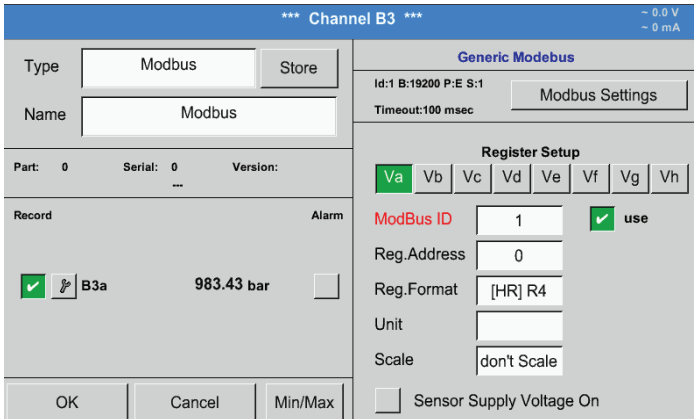 *** Channel B3 ***
~ 0.0 V
~ 0 mA
Type
Modbus
Store
Name
Modbus
Part: 0 Serial: 0 Version:
---
Record
Alarm
B3a 983.43 bar
OK
Cancel
Min/Max
Generic Modebus
Id:1 B:19200 P:E S:1
Timeout:100 msec
Modbus Settings
Register Setup
Va Vb Vc Vd Ve Vf Vg Vh
ModBus ID 1 use
Reg.Address 0
Reg.Format [HR] R4
Unit
Scale don't Scale
Sensor Supply Voltage On